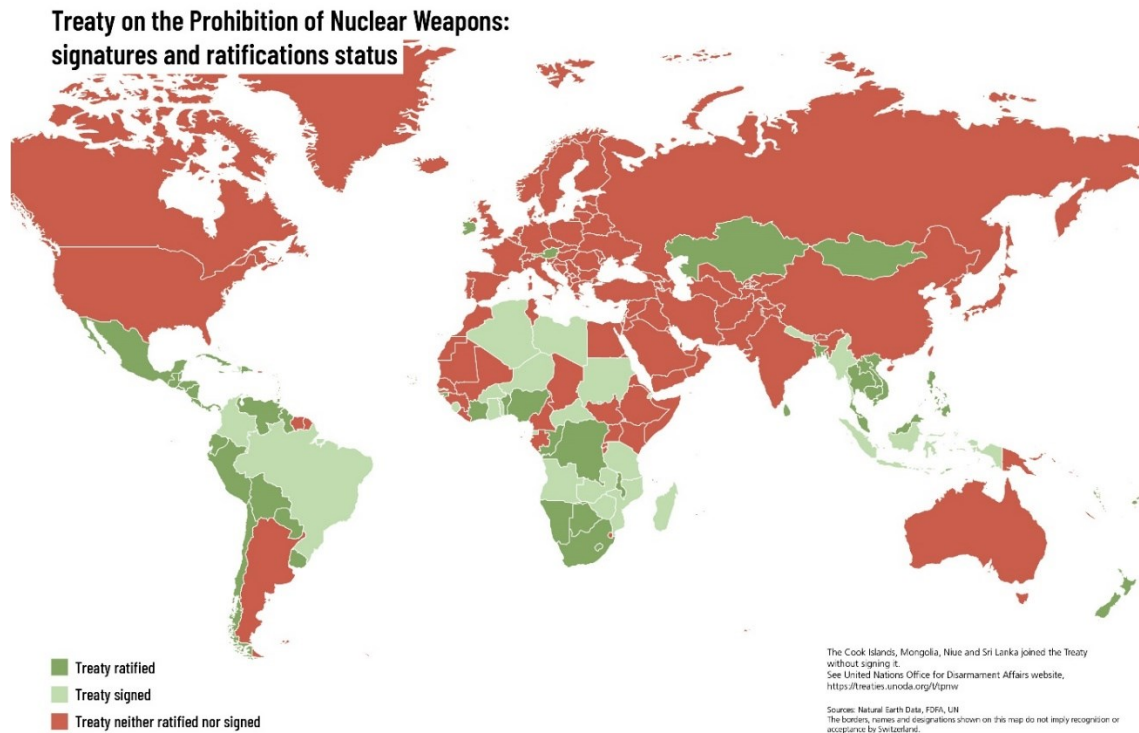 Treaty on the Prohibition of Nuclear Weapons:
signatures and ratifications status
Treaty ratified
Treaty signed
Treaty neither ratified nor signed
The Cook Islands, Mongolia, Niue and Sri Lanka joined the Treaty
without signing it.
See United Nations Office for Disarmament Affairs website,
https://treaties.unoda.org/t/tpnw
Sources: Natural Earth Data, FDFA, UN
The borders, names and designations shown on this map do not imply recognition or
acceptance by Switzerland.